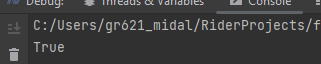 Debug: Threads & Variables Console
C:/Users/gr621_midal/RiderProjects/f
True